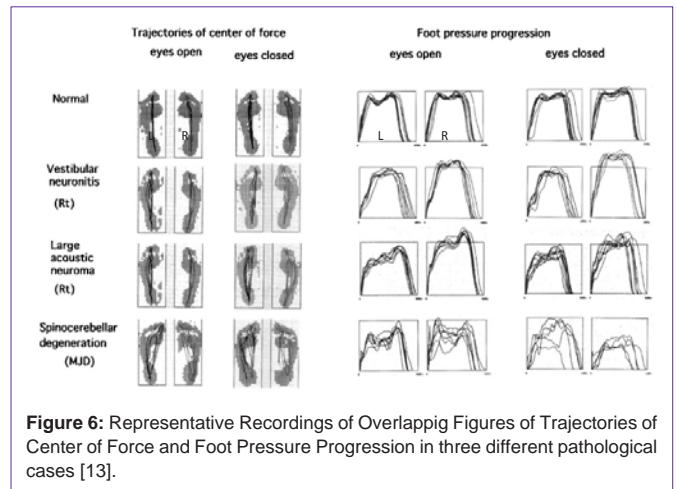 Trajectories of center of force
Foot pressure progression
eyes open
eyes closed
eyes open
eyes closed
Normal
L
R
L
R
Vestibular
neuronitis
(Rt)
Large
acoustic
neuroma
(Rt)
Spinocerebellar
degeneration
(MJD)
Figure 6: Representative Recordings of Overlappig Figures of Trajectories of
Center of Force and Foot Pressure Progression in three different pathological
cases [13].